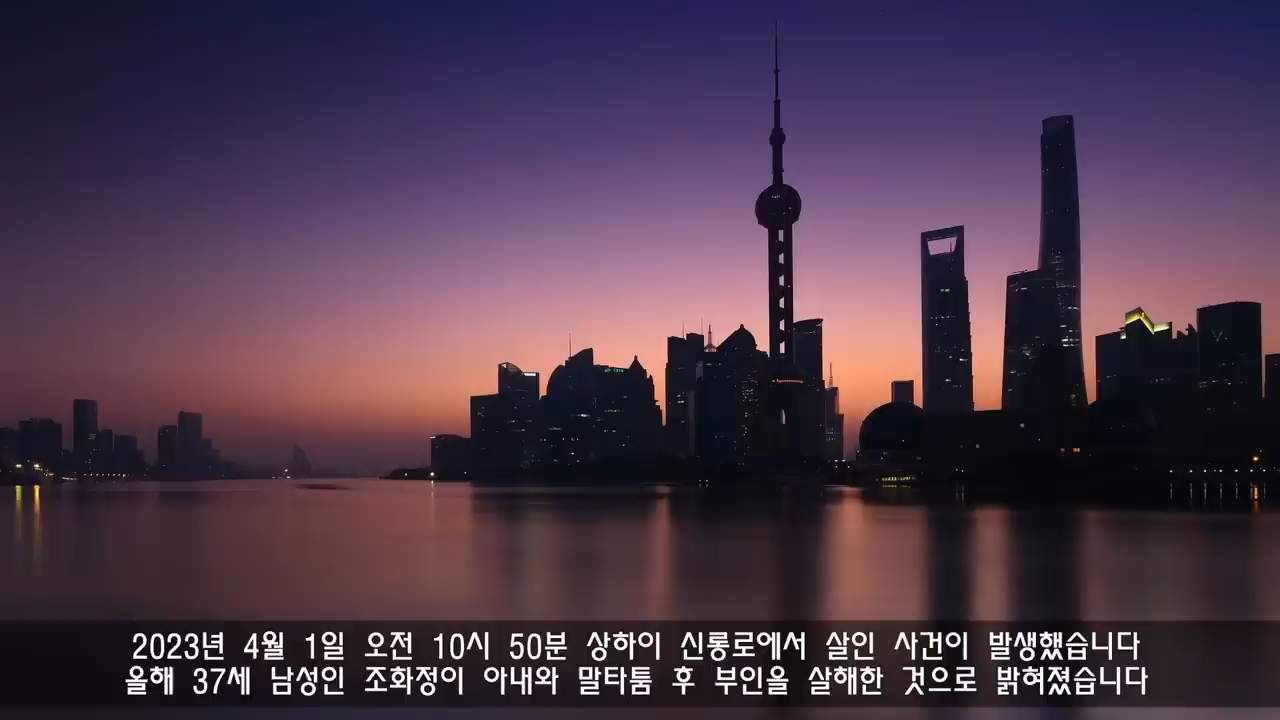 2023년 4월 1일 오전 10시 50분 상하이 신롱로에서 살인 사건이 발생했습니다
올해 37세 남성인 조화정이 아내와 말타툼 후 부인을 살해한 것으로 밝혀졌습니다